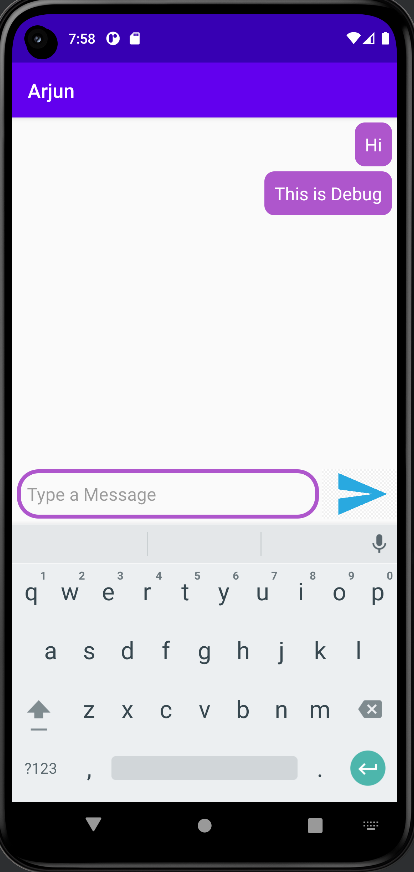 7:58
Arjun
Hi
This is Debug
Type a Message
1 2 3 4 5 6 7 8 9 0
q w e r t y u i o p
a s d f g h j k l
z x c v b n m
?123 , .